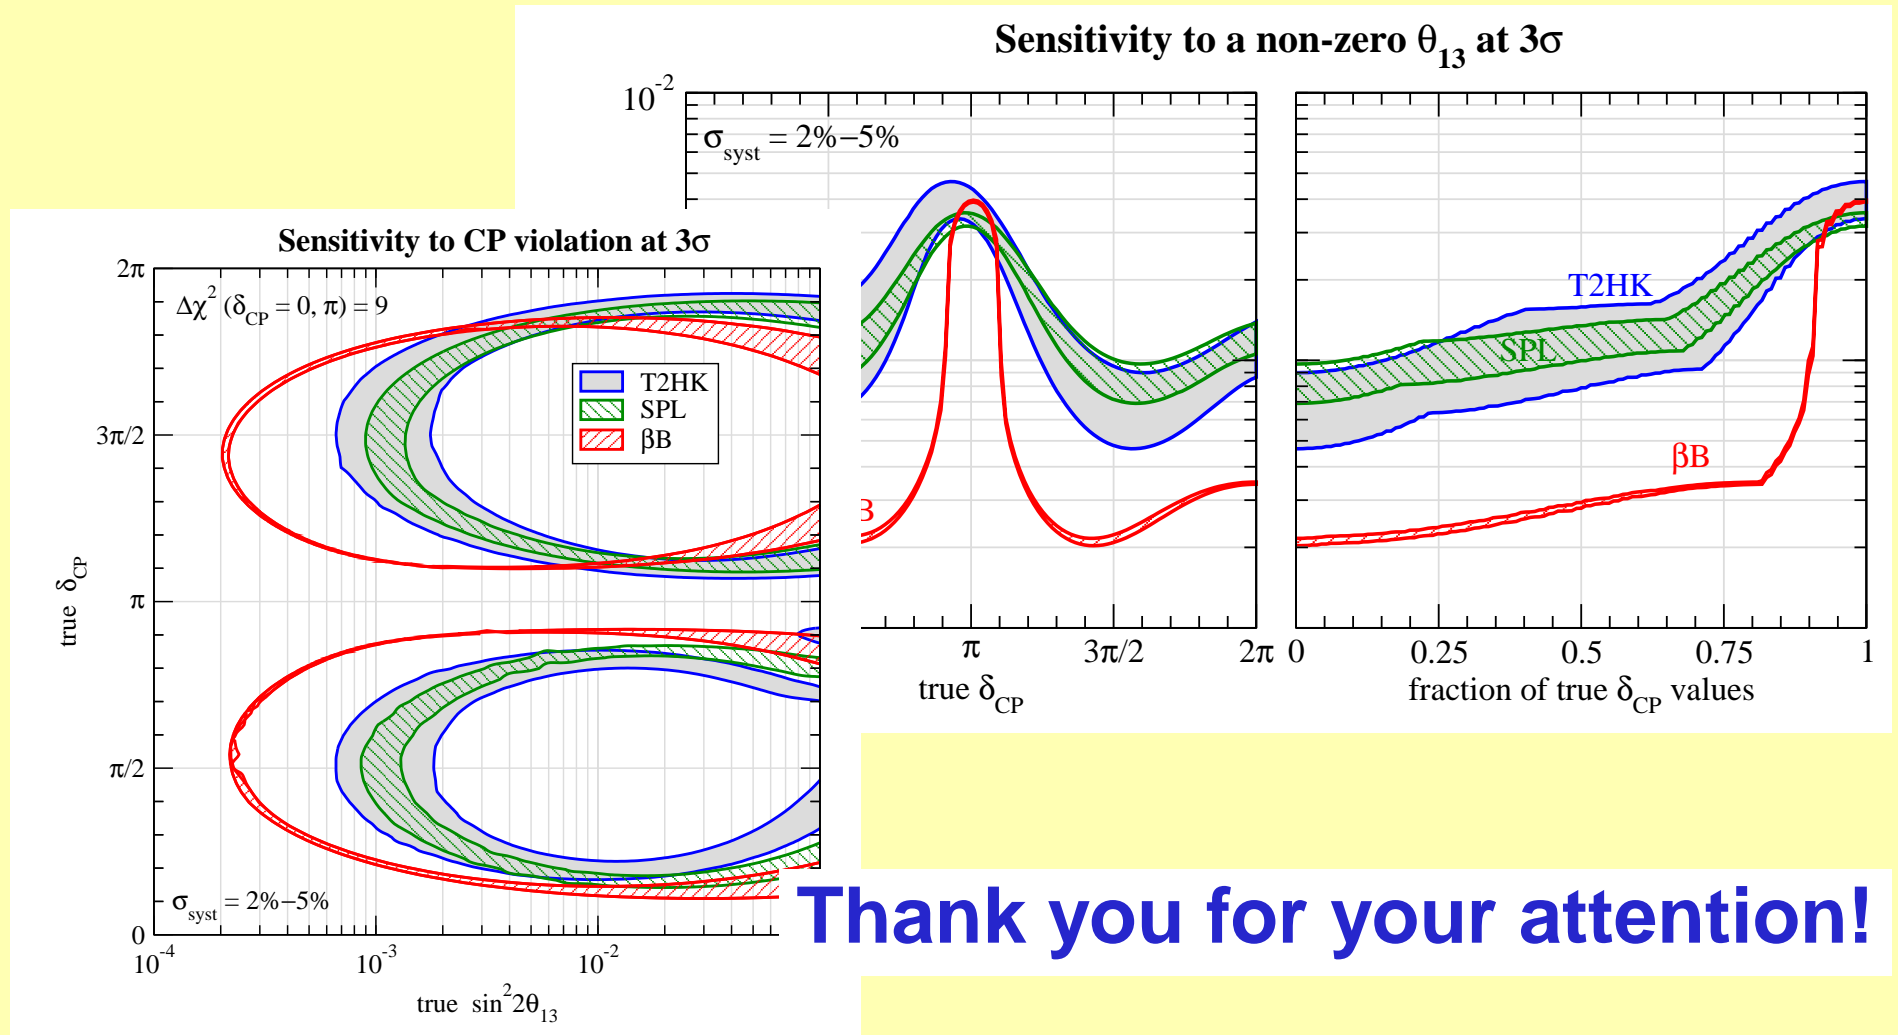 Sensitivity to a non-zero θ13 at 3σ
10-2
σsyst = 2%−5%
T2HK
SPL
βB
B
π 3π/2 2π 0 0.25 0.5 0.75 1
true δCP
fraction of true δCP values
Sensitivity to CP violation at 3σ
2π
Δχ2 (δCP = 0, π) = 9
T2HK
SPL
βB
3π/2
true δCP
π
π/2
σsyst = 2%−5%
0
10-4 10-3 10-2
true sin22θ13
Thank you for your attention!